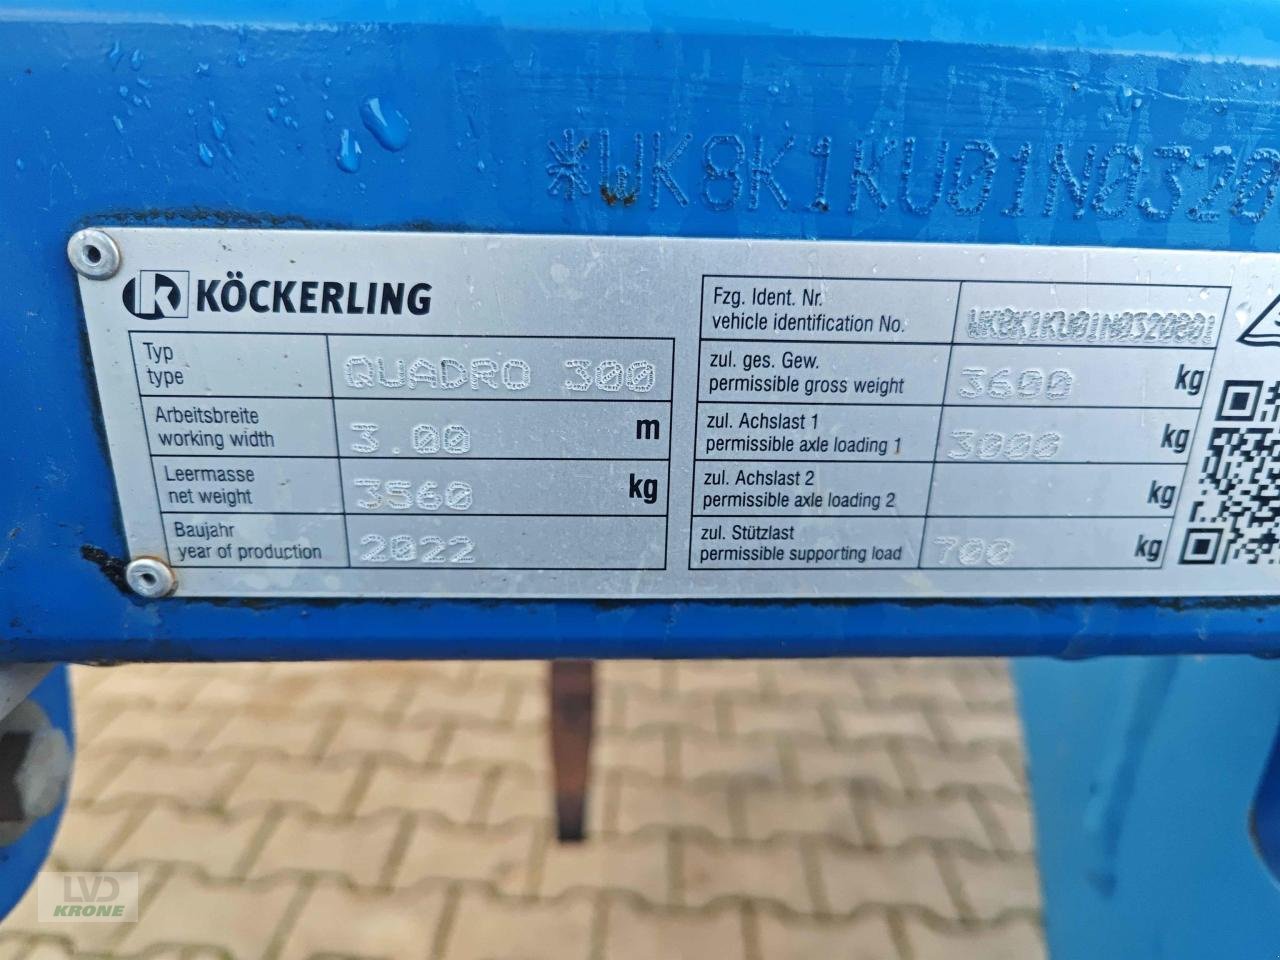 *WK8K1KU01N0320
KÖCKERLING
Typ
type
QUADRO 300
Arbeitsbreite
working width
3.00 m
Leermasse
net weight
3560 kg
Baujahr
year of production
2022
Fzg. Ident. Nr.
vehicle identification No.
WK8K1KU01N0320801
zul. ges. Gew.
permissible gross weight
3600 kg
zul. Achslast 1
permissible axle loading 1
3000 kg
zul. Achslast 2
permissible axle loading 2
kg
zul. Stützlast
permissible supporting load
700 kg
LVD
KRONE